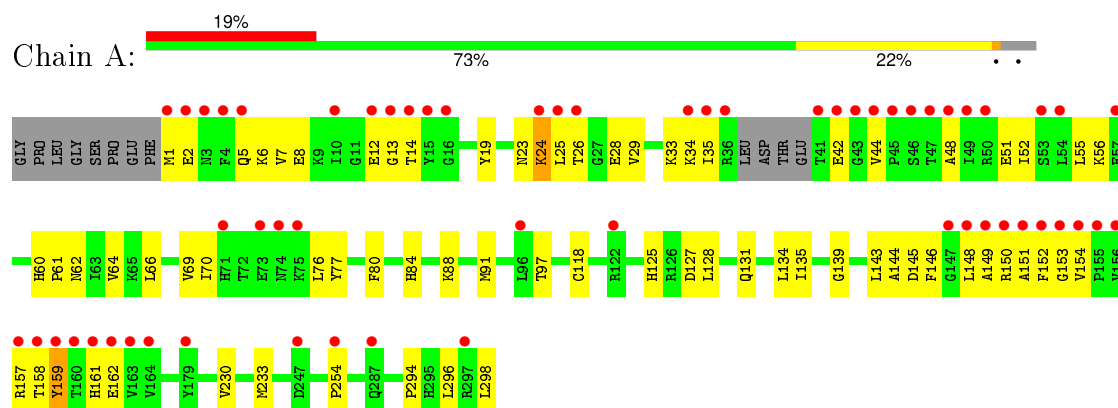 19%
Chain A:
73% 22% • •
GLY PRO LEU GLY SER PRO GLU PHE M1 E2 N3 F4 Q5 K6 V7 E8 K9 I10 G11 E12 G13 T14 Y15 G16 Y19 N23 K24 L25 T26 G27 E28 V29 K33 K34 I35 R36 LEU ASP THR GLU T41 E42 G43 V44 P45 S46 T47 A48 I49 R50 E51 I52 S53 L54 L55 K56 E57
H60 P61 N62 I63 V64 K65 L66 V69 I70 H71 T72 E73 N74 K75 L76 Y77 F80 H84 K88 M91 L96 T97 C118 R122 H125 R126 D127 L128 Q131 L134 I135 G139 L143 A144 D145 F146 G147 L148 A149 R150 A151 F152 G153 V154 P155 V156
R157 T158 Y159 T160 H161 E162 V163 V164 Y179 V230 M233 D247 P254 Q287 P294 H295 L296 R297 L298